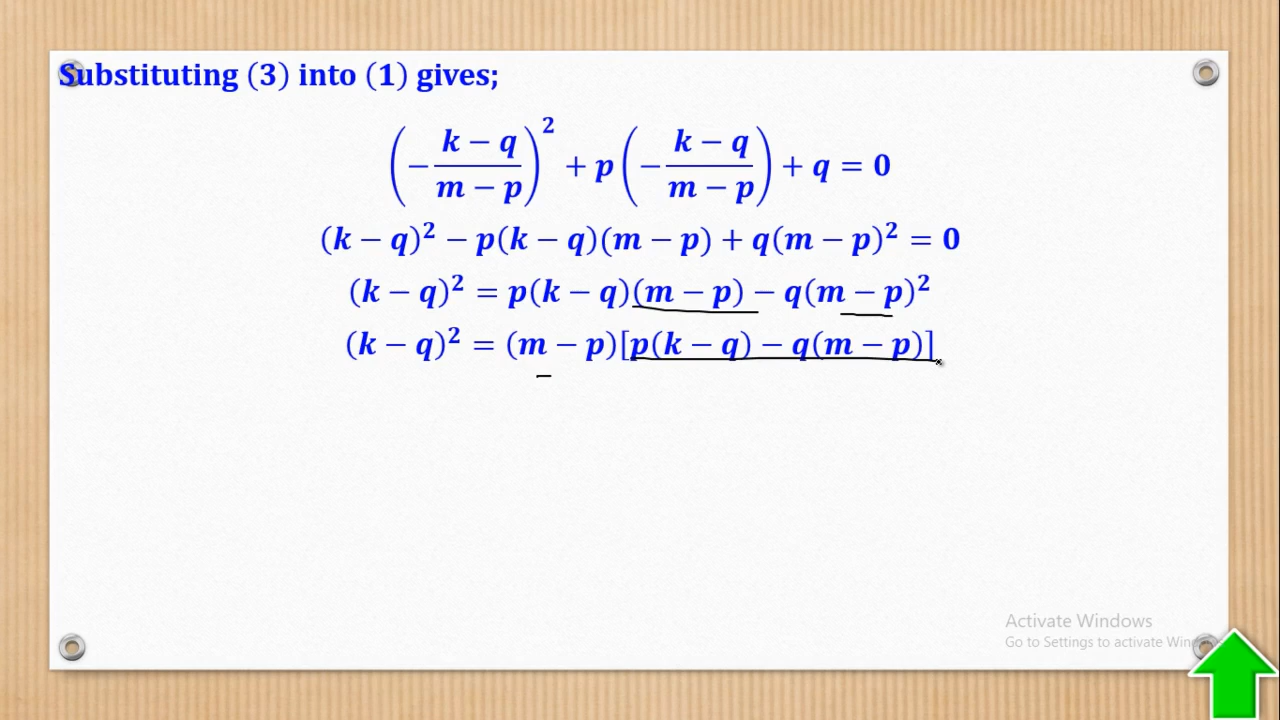 Substituting (3) into (1) gives;
(−(k − q)/(m − p))² + p(−(k − q)/(m − p)) + q = 0
(k − q)² − p(k − q)(m − p) + q(m − p)² = 0
(k − q)² = p(k − q)(m − p) − q(m − p)²
(k − q)² = (m − p)[p(k − q) − q(m − p)]
Activate Windows
Go to Settings to activate